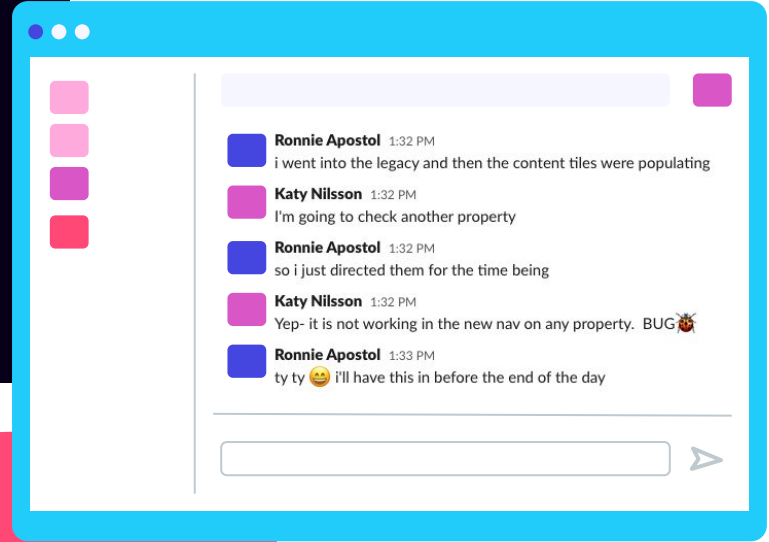 Ronnie Apostol 1:32 PM
i went into the legacy and then the content tiles were populating
Katy Nilsson 1:32 PM
I'm going to check another property
Ronnie Apostol 1:32 PM
so i just directed them for the time being
Katy Nilsson 1:32 PM
Yep- it is not working in the new nav on any property. BUG🐞
Ronnie Apostol 1:33 PM
ty ty 😄 i'll have this in before the end of the day